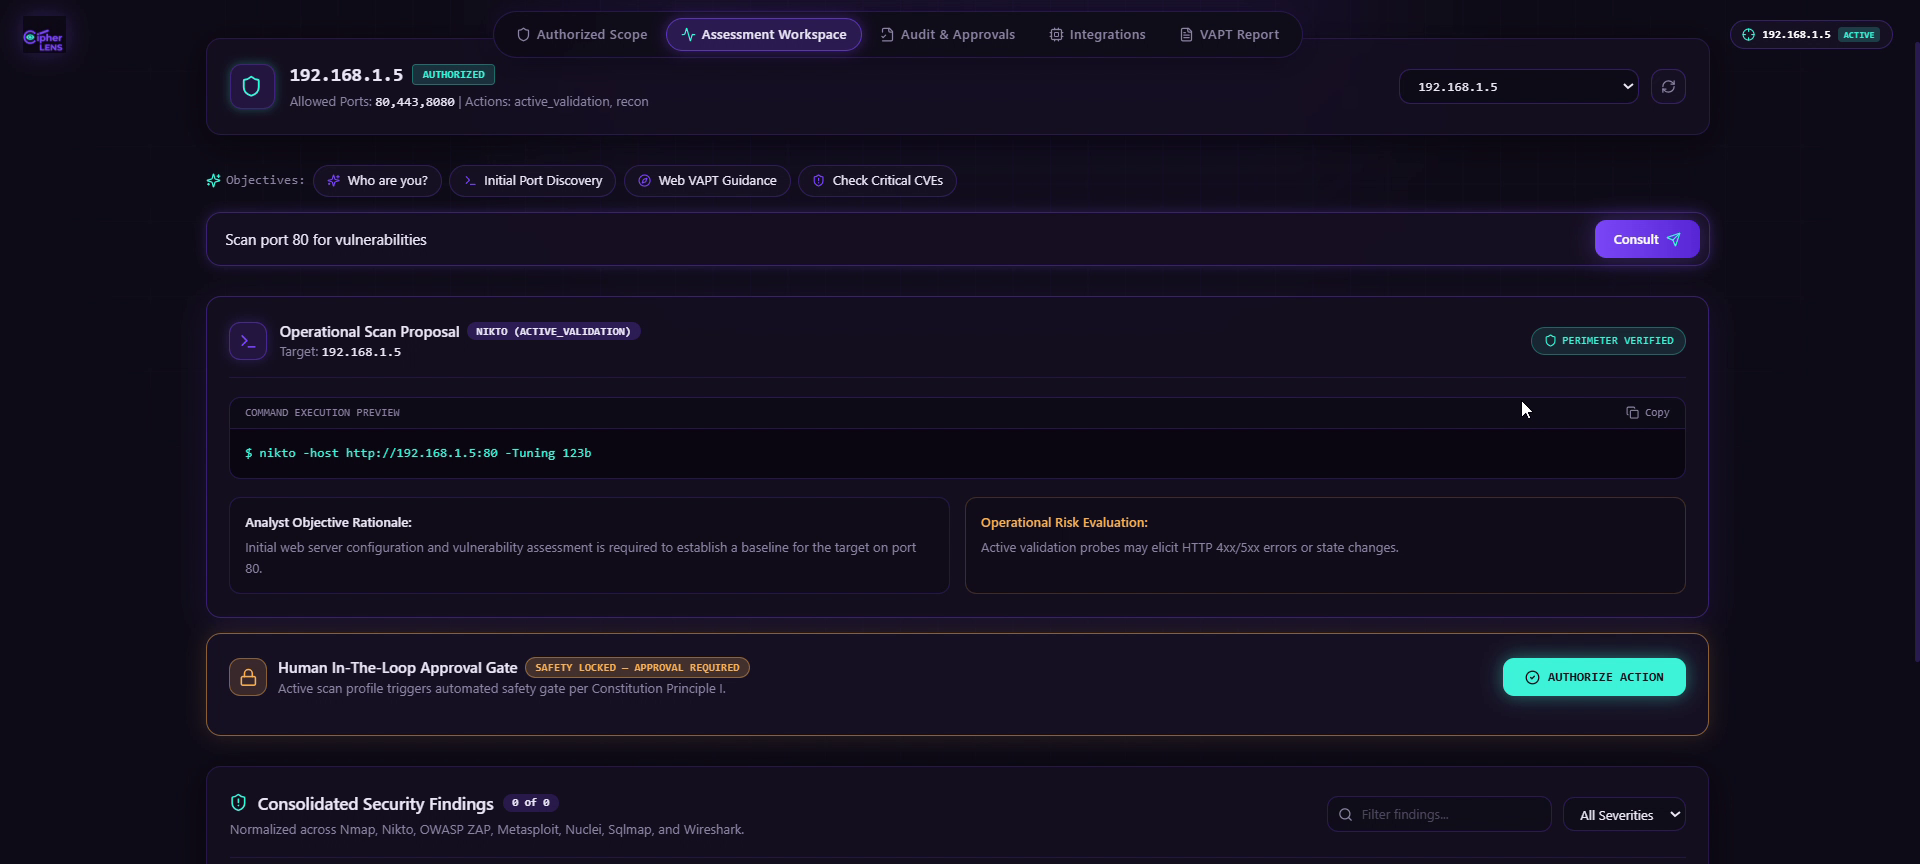 Cipher
LENS
Authorized Scope
Assessment Workspace
Audit & Approvals
Integrations
VAPT Report
192.168.1.5 ACTIVE
192.168.1.5 AUTHORIZED
Allowed Ports: 80,443,8080 | Actions: active_validation, recon
192.168.1.5
Objectives:
Who are you?
Initial Port Discovery
Web VAPT Guidance
Check Critical CVEs
Scan port 80 for vulnerabilities
Consult
Operational Scan Proposal NIKTO (ACTIVE_VALIDATION)
Target: 192.168.1.5
PERIMETER VERIFIED
COMMAND EXECUTION PREVIEW
Copy
$ nikto -host http://192.168.1.5:80 -Tuning 123b
Analyst Objective Rationale:
Initial web server configuration and vulnerability assessment is required to establish a baseline for the target on port
80.
Operational Risk Evaluation:
Active validation probes may elicit HTTP 4xx/5xx errors or state changes.
Human In-The-Loop Approval Gate SAFETY LOCKED — APPROVAL REQUIRED
Active scan profile triggers automated safety gate per Constitution Principle I.
AUTHORIZE ACTION
Consolidated Security Findings 0 of 0
Normalized across Nmap, Nikto, OWASP ZAP, Metasploit, Nuclei, Sqlmap, and Wireshark.
Filter findings...
All Severities